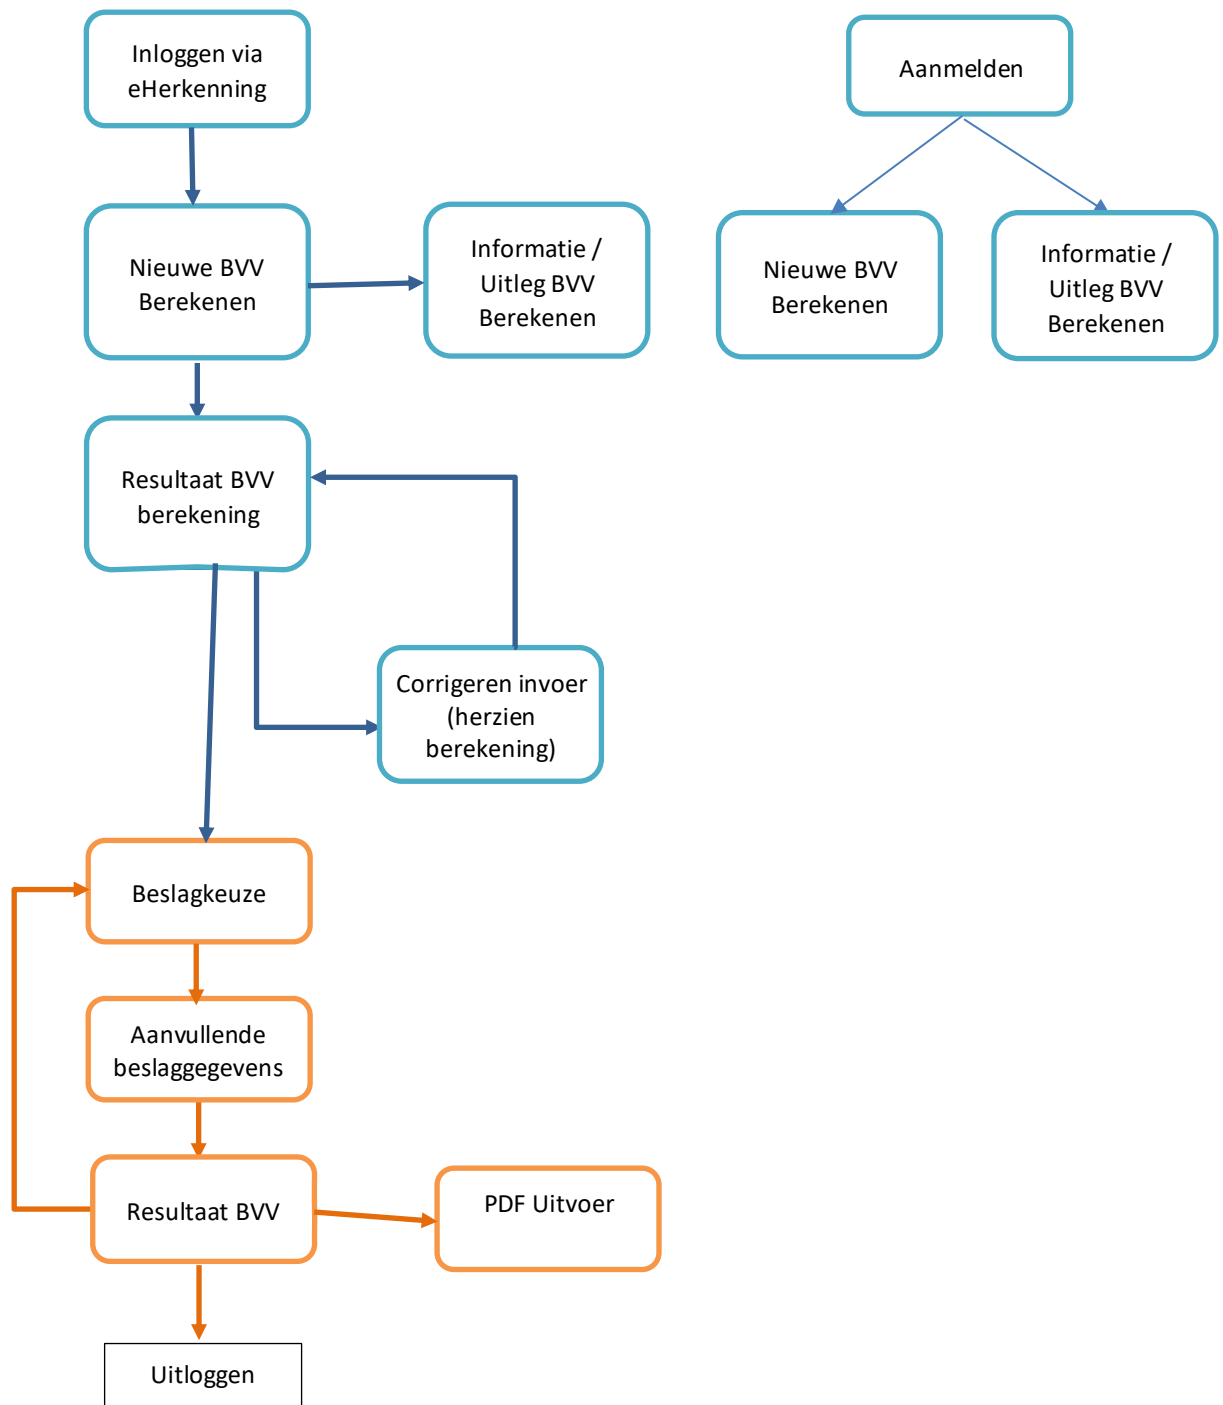 Inloggen via
eHerkenning
Aanmelden
Nieuwe BVV
Berekenen
Informatie /
Uitleg BVV
Berekenen
Nieuwe BVV
Berekenen
Informatie /
Uitleg BVV
Berekenen
Resultaat BVV
berekening
Corrigeren invoer
(herzien
berekening)
Beslagkeuze
Aanvullende
beslaggegevens
Resultaat BVV
PDF Uitvoer
Uitloggen